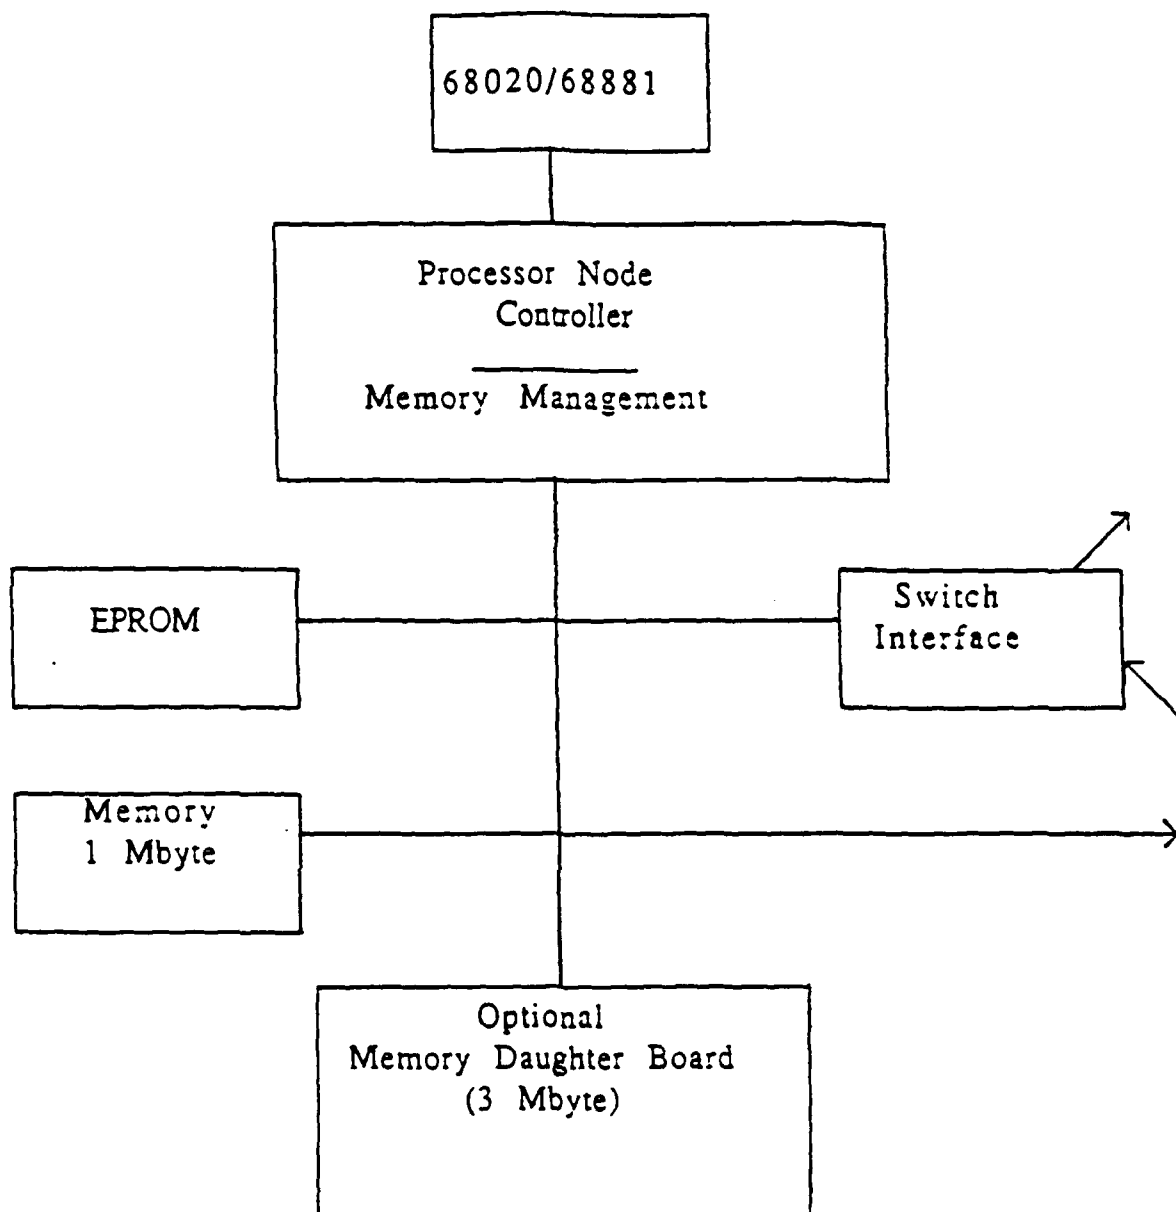 68020/68881
Processor Node
Controller
Memory Management
EPROM
Switch
Interface
Memory
1 Mbyte
Optional
Memory Daughter Board
(3 Mbyte)